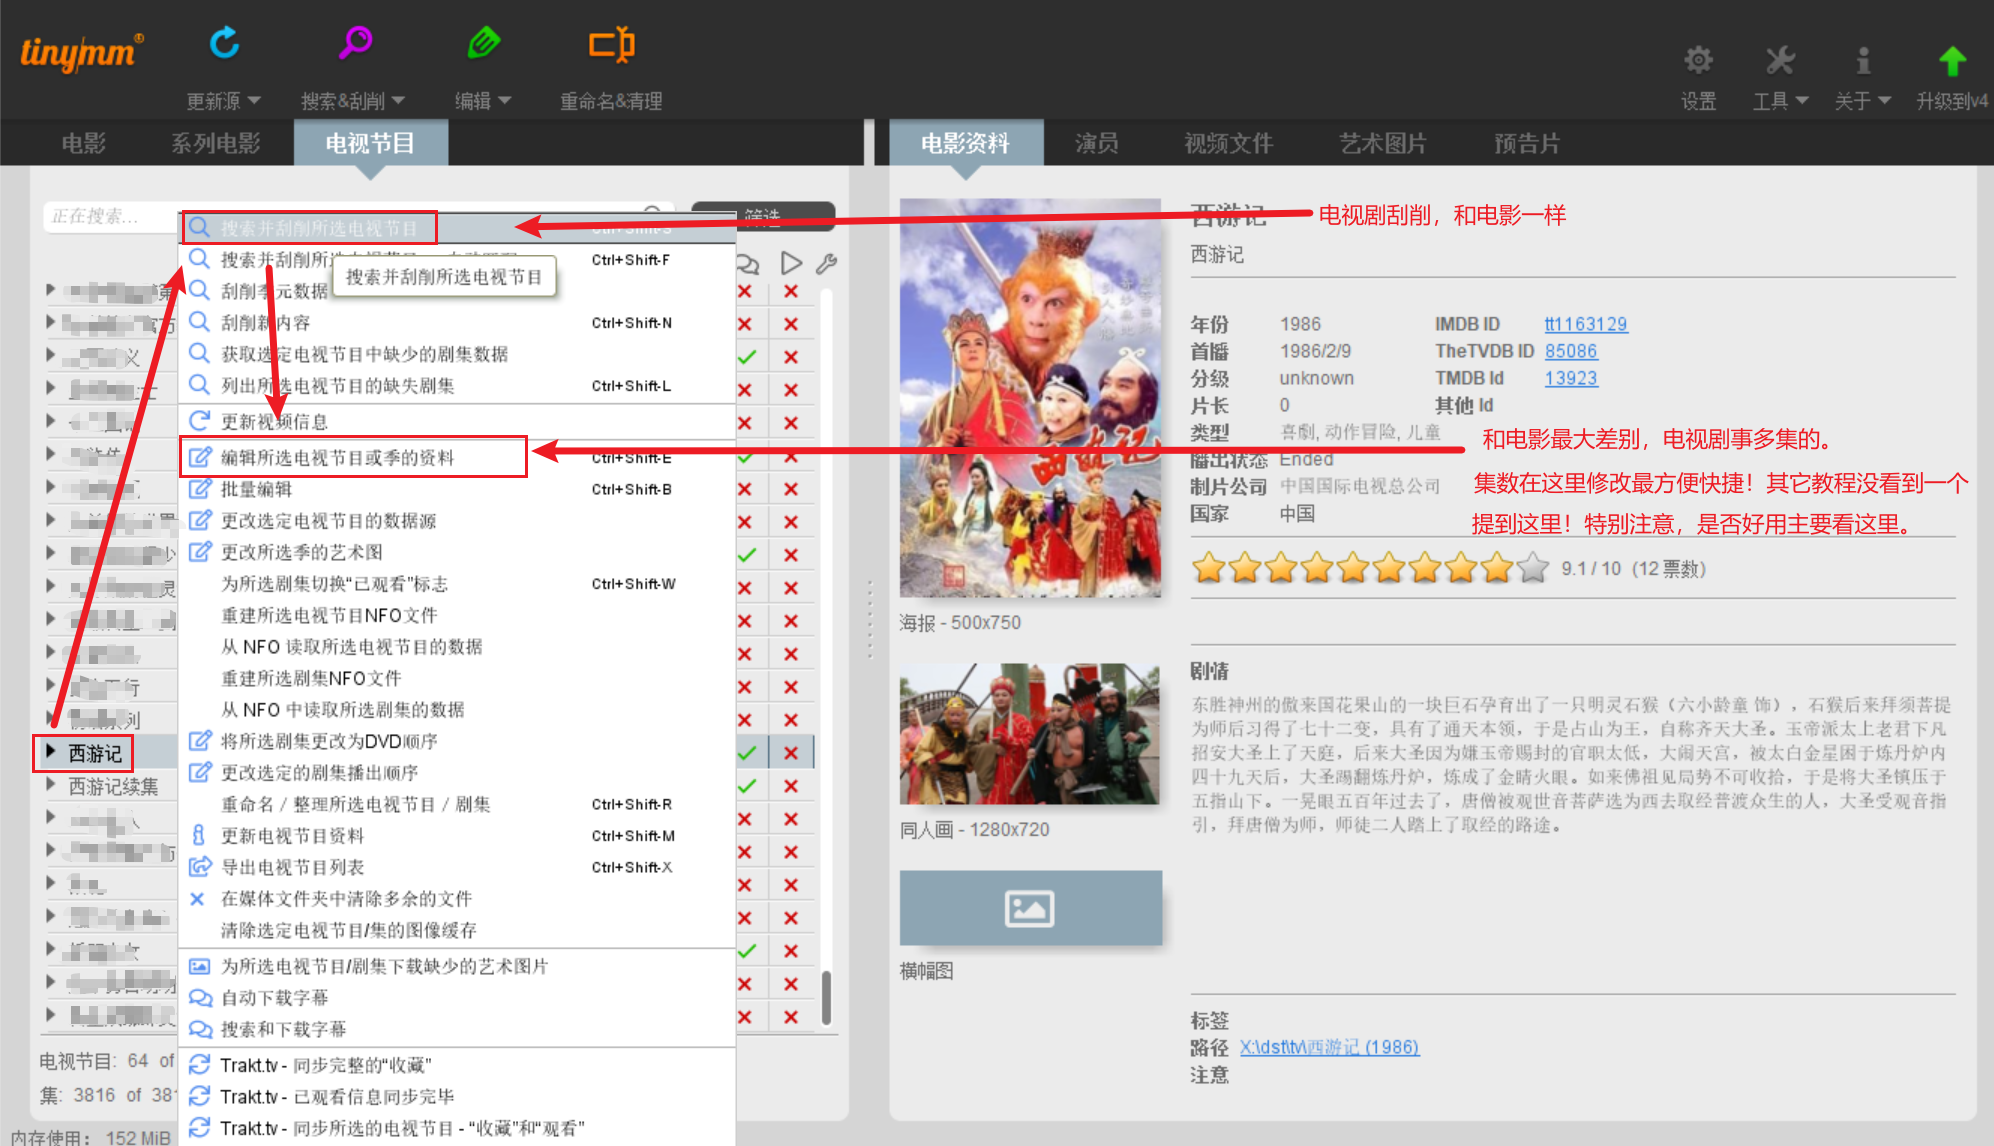 tinymm®
更新源
搜索&刮削
编辑
重命名&清理
设置
工具
关于
升级到v4
电影
系列电影
电视节目
电影资料
演员
视频文件
艺术图片
预告片
正在搜索...
筛选
搜索并刮削所选电视节目
搜索并刮削所
Ctrl+Shift-F
搜索并刮削所选电视节目
刮削季元数据
刮削新内容 Ctrl+Shift-N
获取选定电视节目中缺少的剧集数据
列出所选电视节目的缺失剧集 Ctrl+Shift-L
更新视频信息
编辑所选电视节目或季的资料 Ctrl+Shift-E
批量编辑 Ctrl+Shift-B
更改选定电视节目的数据源
更改所选季的艺术图
为所选剧集切换“已观看”标志 Ctrl+Shift-W
重建所选电视节目NFO文件
从 NFO 读取所选电视节目的数据
重建所选剧集NFO文件
从 NFO 中读取所选剧集的数据
将所选剧集更改为DVD顺序
更改选定的剧集播出顺序
重命名 / 整理所选电视节目 / 剧集 Ctrl+Shift-R
更新电视节目资料 Ctrl+Shift-M
导出电视节目列表 Ctrl+Shift-X
在媒体文件夹中清除多余的文件
清除选定电视节目/集的图像缓存
为所选电视节目/剧集下载缺少的艺术图片
自动下载字幕
搜索和下载字幕
Trakt.tv - 同步完整的“收藏”
Trakt.tv - 已观看信息同步完毕
Trakt.tv - 同步所选的电视节目 - “收藏”和“观看”
西游记
西游记续集
电视节目: 64 of
集: 3816 of
内存使用: 152 MiB
西游记
电视剧刮削，和电影一样
西游记
年份 1986 IMDB ID tt1163129
首播 1986/2/9 TheTVDB ID 85086
分级 unknown TMDB Id 13923
片长 0 其他 Id
类型 喜劇, 动作冒险, 儿童
播出状态 Ended
制片公司 中国国际电视总公司
国家 中国
和电影最大差别，电视剧事多集的。
集数在这里修改最方便快捷！其它教程没看到一个
提到这里！特别注意，是否好用主要看这里。
9.1 / 10 (12 票数)
西游记
海报 - 500x750
同人画 - 1280x720
横幅图
剧情
东胜神州的傲来国花果山的一块巨石孕育出了一只明灵石猴（六小龄童 饰），石猴后来拜须菩提
为师后习得了七十二变，具有了通天本领，于是占山为王，自称齐天大圣。玉帝派太上老君下凡
招安大圣上了天庭，后来大圣因为嫌玉帝赐封的官职太低，大闹天宫，被太白金星困于炼丹炉内
四十九天后，大圣踢翻炼丹炉，炼成了金睛火眼。如来佛祖见局势不可收拾，于是将大圣镇压于
五指山下。一晃眼五百年过去了，唐僧被观世音菩萨选为西去取经普渡众生的人，大圣受观音指
引，拜唐僧为师，师徒二人踏上了取经的路途。
标签
路径 X:\dst\tv\西游记 (1986)
注意